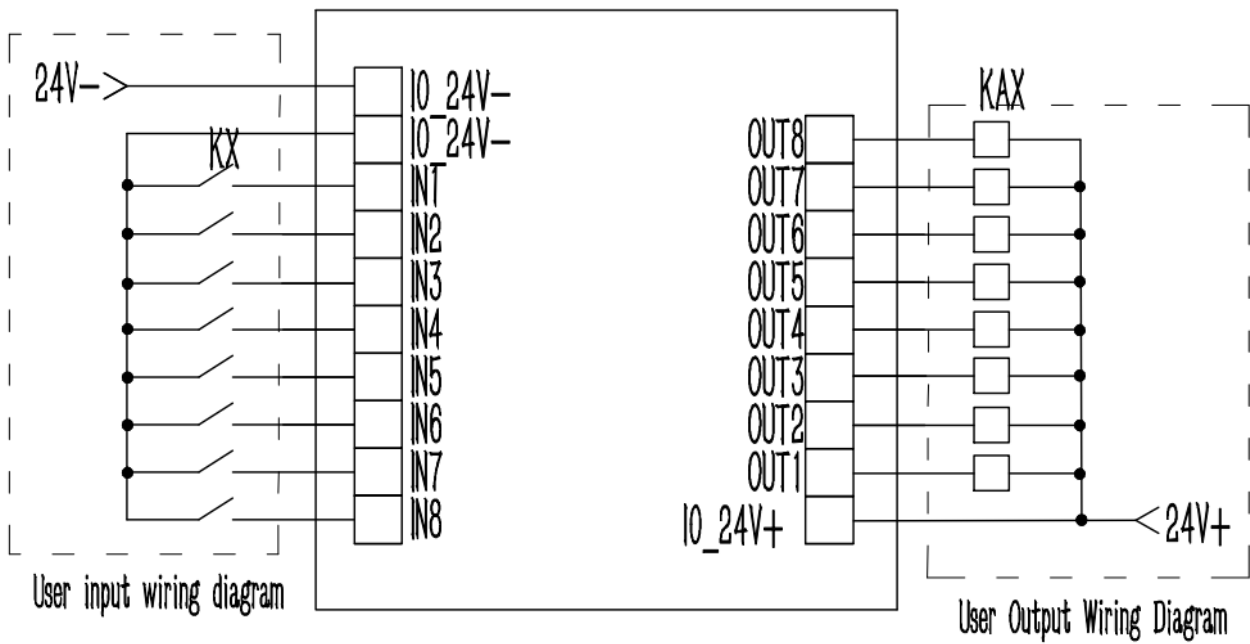 24V-
KX
IO_24V-
IO_24V-
IN1
IN2
IN3
IN4
IN5
IN6
IN7
IN8
User input wiring diagram
KAX
OUT8
OUT7
OUT6
OUT5
OUT4
OUT3
OUT2
OUT1
IO_24V+
24V+
User Output Wiring Diagram